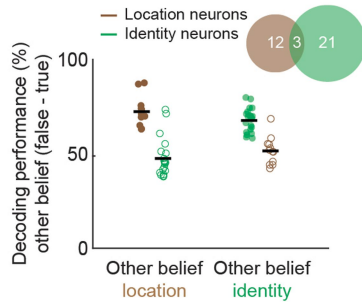 Location neurons
Identity neurons
12 3 21
Decoding performance (%)
other belief (false - true)
100
50
0
Other belief
location
Other belief
identity